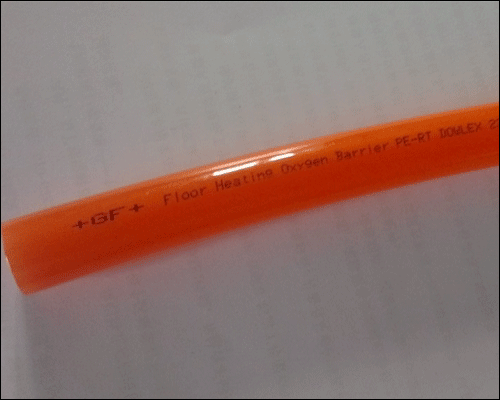 +GF+ Floor Heating Oxygen Barrier PE-RT DOWLEX